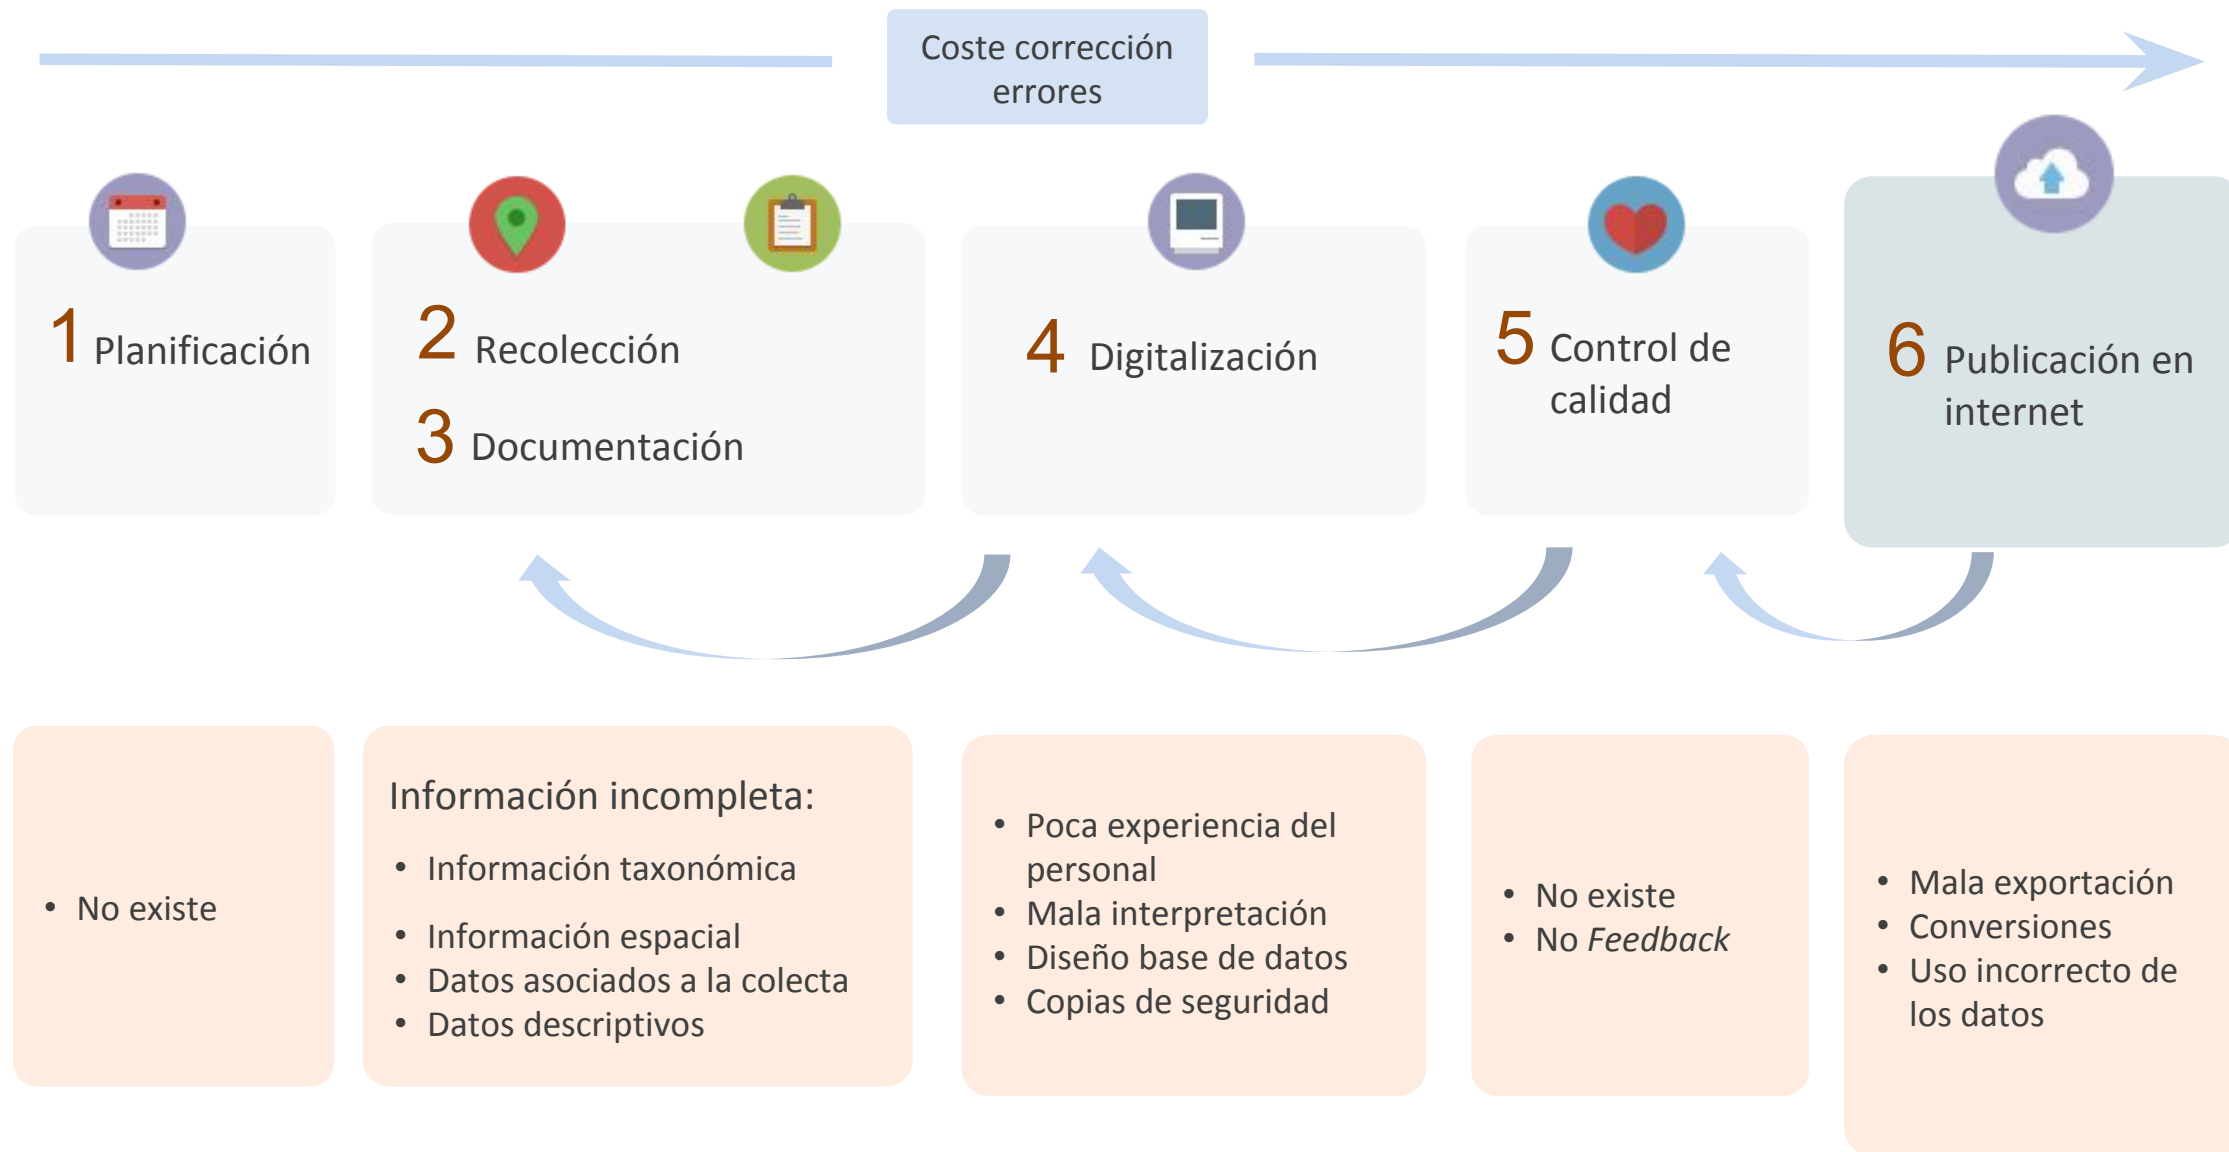 Coste corrección
errores
1 Planificación
2 Recolección
3 Documentación
4 Digitalización
5 Control de
calidad
6 Publicación en
internet
• No existe
Información incompleta:
• Información taxonómica
• Información espacial
• Datos asociados a la colecta
• Datos descriptivos
• Poca experiencia del
personal
• Mala interpretación
• Diseño base de datos
• Copias de seguridad
• No existe
• No Feedback
• Mala exportación
• Conversiones
• Uso incorrecto de
los datos